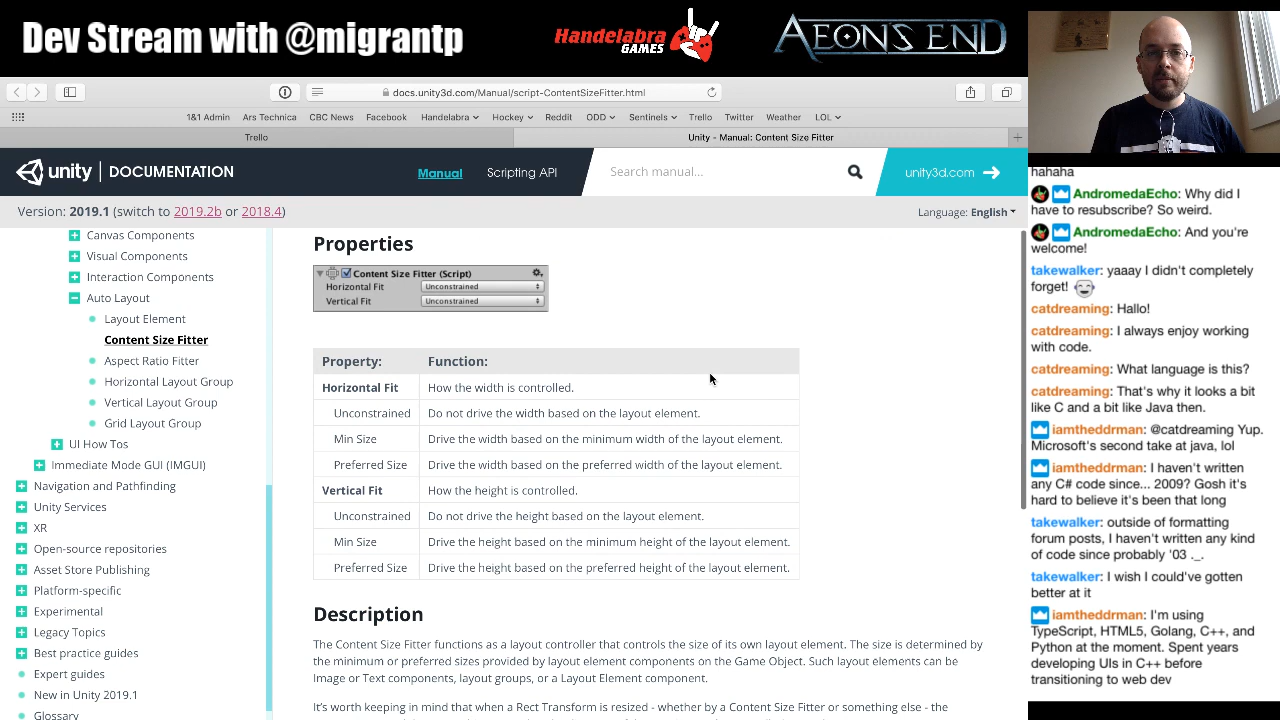 Dev Stream with @migrantp
Handelabra
GAMES
AEON'S END
docs.unity3d.com/Manual/script-ContentSizeFitter.html
1&1 Admin Ars Technica CBC News Facebook Handelabra Hockey Reddit ODD Sentinels Trello Twitter Weather LOL
Trello
Unity - Manual: Content Size Fitter
unity | DOCUMENTATION
Manual Scripting API
Search manual...
unity3d.com
Version: 2019.1 (switch to 2019.2b or 2018.4)
Language: English
Canvas Components
Visual Components
Interaction Components
Auto Layout
Layout Element
Content Size Fitter
Aspect Ratio Fitter
Horizontal Layout Group
Vertical Layout Group
Grid Layout Group
UI How Tos
Immediate Mode GUI (IMGUI)
Navigation and Pathfinding
Unity Services
XR
Open-source repositories
Asset Store Publishing
Platform-specific
Experimental
Legacy Topics
Best practice guides
Expert guides
New in Unity 2019.1
Glossary
Properties
Content Size Fitter (Script)
Horizontal Fit Unconstrained
Vertical Fit Unconstrained
Property: Function:
Horizontal Fit How the width is controlled.
Unconstrained Do not drive the width based on the layout element.
Min Size Drive the width based on the minimum width of the layout element.
Preferred Size Drive the width based on the preferred width of the layout element.
Vertical Fit How the height is controlled.
Unconstrained Do not drive the height based on the layout element.
Min Size Drive the height based on the minimum height of the layout element.
Preferred Size Drive the height based on the preferred height of the layout element.
Description
The Content Size Fitter functions as a layout controller that controls the size of its own layout element. The size is determined by
the minimum or preferred sizes provided by layout element components on the Game Object. Such layout elements can be
Image or Text components, layout groups, or a Layout Element component.
It's worth keeping in mind that when a Rect Transform is resized - whether by a Content Size Fitter or something else - the
hahaha
AndromedaEcho: Why did I
have to resubscribe? So weird.
AndromedaEcho: And you're
welcome!
takewalker: yaaay I didn't completely
forget!
catdreaming: Hallo!
catdreaming: I always enjoy working
with code.
catdreaming: What language is this?
catdreaming: That's why it looks a bit
like C and a bit like Java then.
iamtheddrman: @catdreaming Yup.
Microsoft's second take at java, lol
iamtheddrman: I haven't written
any C# code since... 2009? Gosh it's
hard to believe it's been that long
takewalker: outside of formatting
forum posts, I haven't written any kind
of code since probably '03 ._.
takewalker: I wish I could've gotten
better at it
iamtheddrman: I'm using
TypeScript, HTML5, Golang, C++, and
Python at the moment. Spent years
developing UIs in C++ before
transitioning to web dev